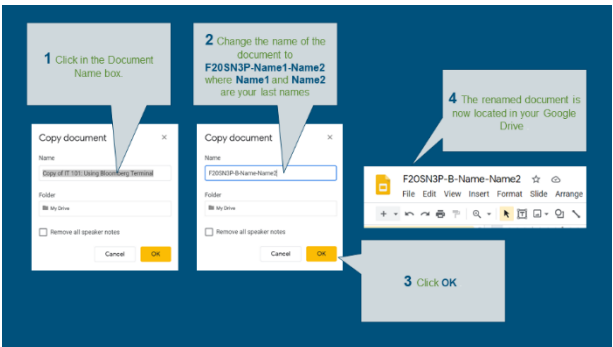 1 Click in the Document
Name box.
2 Change the name of the
document to
F20SN3P-Name1-Name2
where Name1 and Name2
are your last names
4 The renamed document is
now located in your Google
Drive
Copy document ×
Name
Copy of IT 101: Using Bloomberg Terminal
Folder
My Drive
Remove all speaker notes
Cancel OK
Copy document ×
Name
F20SN3P-B-Name-Name2
Folder
My Drive
Remove all speaker notes
Cancel OK
F20SN3P-B-Name-Name2
File Edit View Insert Format Slide Arrange
3 Click OK